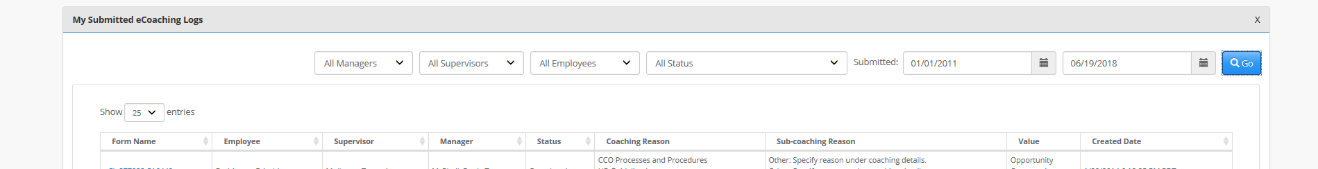 My Submitted eCoaching Logs X
All Managers All Supervisors All Employees All Status Submitted: 01/01/2011 06/19/2018 Go
Show 25 entries
Form Name Employee Supervisor Manager Status Coaching Reason Sub-coaching Reason Value Created Date
CCO Processes and Procedures Other: Specify reason under coaching details. Opportunity